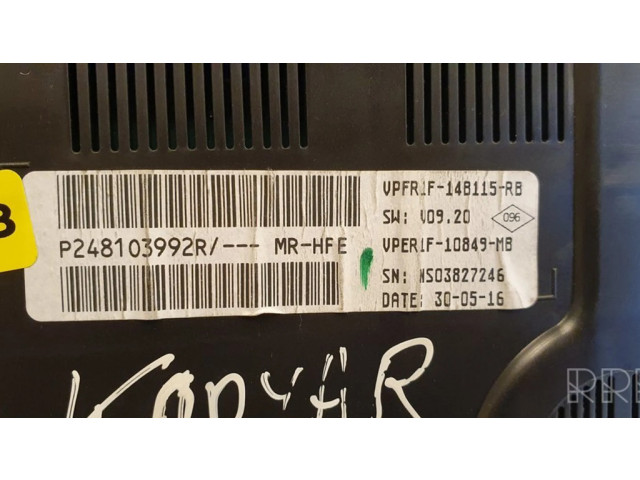 VPFR1F-14B115-RB
SW: V09.20
096
P248103992R/--- MR-HFE
VPER1F-10849-MB
SN: NS03827246
DATE: 30-05-16
B